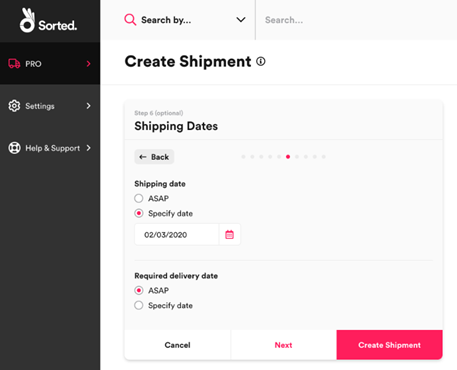 Sorted.
Search by...
Search...
PRO
Settings
Help & Support
Create Shipment
Step 6 (optional)
Shipping Dates
Back
Shipping date
ASAP
Specify date
02/03/2020
Required delivery date
ASAP
Specify date
Cancel
Next
Create Shipment